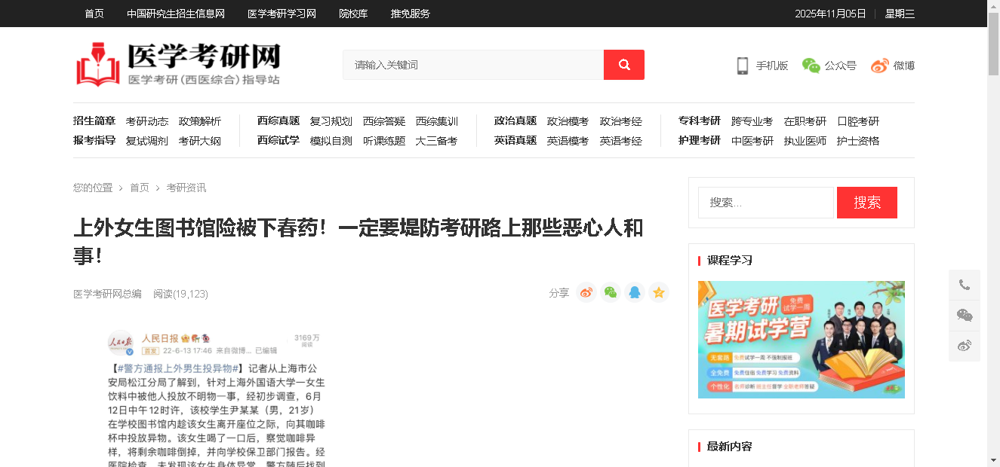 首页 中国研究生招生信息网 医学考研学习网 院校库 推免服务 2025年11月05日 星期三
医学考研网
医学考研(西医综合)指导站
请输入关键词
手机版 公众号 微博
招生简章 考研动态 政策解析 西综真题 复习规划 西综答疑 西综集训 政治真题 政治模考 政治考经 专科考研 跨专业考 在职考研 口腔考研
报考指导 复试调剂 考研大纲 西综试学 模拟自测 听课练题 大三备考 英语真题 英语模考 英语考经 护理考研 中医考研 执业医师 护士资格
您的位置 > 首页 > 考研资讯
上外女生图书馆险被下春药！一定要堤防考研路上那些恶心人和
事！
医学考研网总编 阅读(19,123)
分享
人民日报
3169万
阅读
首发 22-6-13 17:46 来自微博... 已编辑
【#警方通报上外男生投异物#】记者从上海市公
安局松江分局了解到，针对上海外国语大学一女生
饮料中被他人投放不明物一事，经初步调查，6月
12日中午12时许，该校学生尹某某（男，21岁）
在学校图书馆内趁该女生离开座位之际，向其咖啡
杯中投放异物。该女生喝了一口后，察觉咖啡异
样，将剩余咖啡倒掉，并向学校保卫部门报告。经
医院检查，未发现该女生身体异常。警方随后找到
搜索...
搜索
课程学习
医学考研
免费
试学一周
暑期试学营
无套路 免费试学一周 不强制报班
全免费 免费住宿 免费学习 免费资料
个性化 名师诊断 班主任督学 全职老师答疑
最新内容